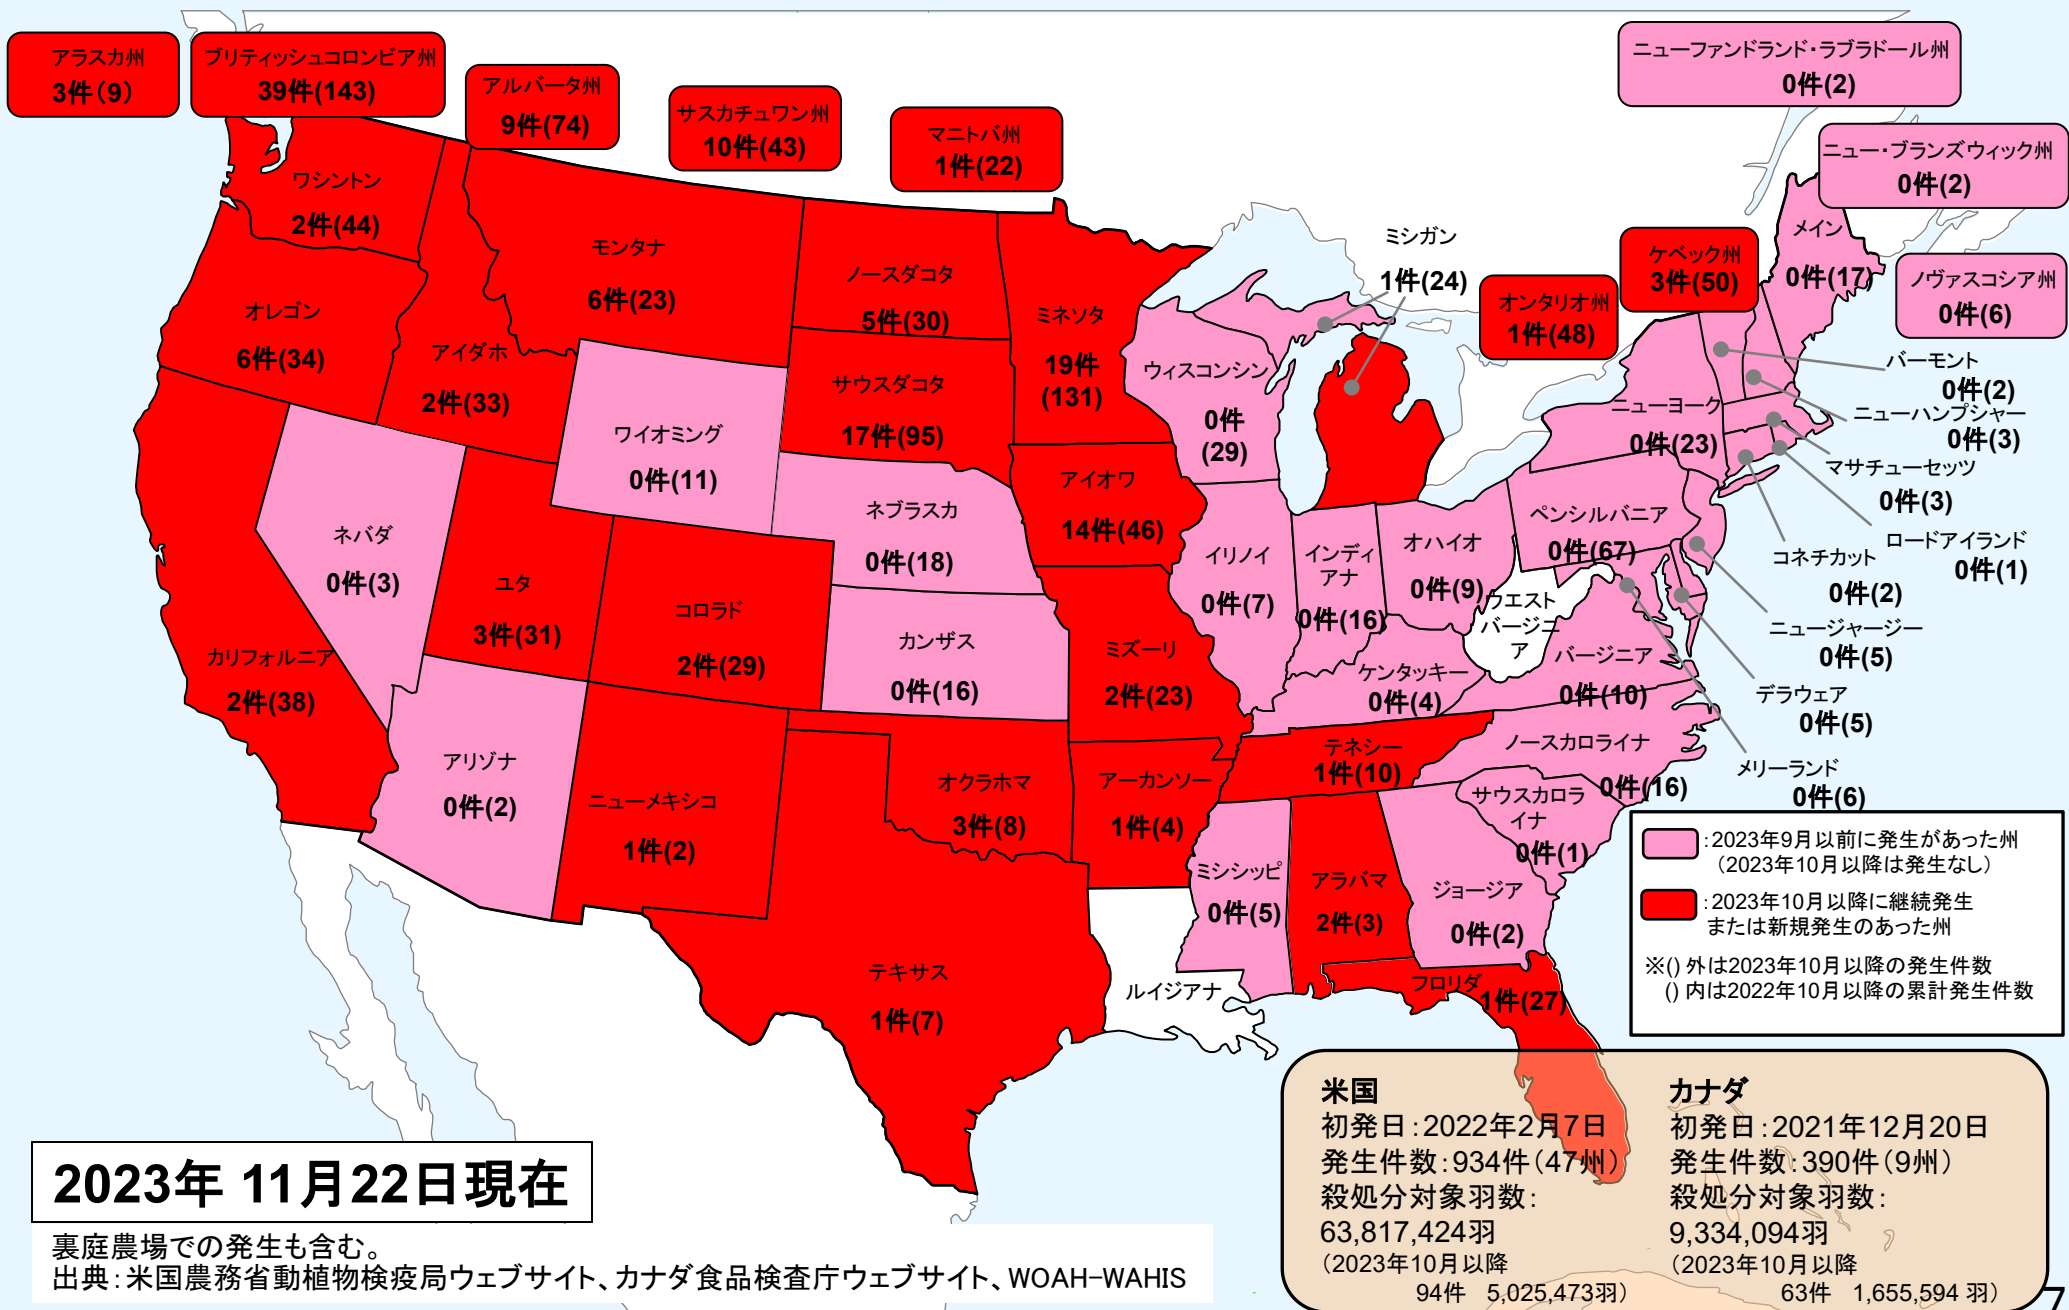 アラスカ州
3件(9)
ブリティッシュコロンビア州
39件(143)
アルバータ州
9件(74)
サスカチュワン州
10件(43)
マニトバ州
1件(22)
ニューファンドランド・ラブラドール州
0件(2)
ニュー・ブランズウィック州
0件(2)
ケベック州
3件(50)
ノヴァスコシア州
0件(6)
オンタリオ州
1件(48)
ワシントン
2件(44)
モンタナ
6件(23)
ノースダコタ
5件(30)
ミネソタ
19件
(131)
ミシガン
1件(24)
メイン
0件(17)
オレゴン
6件(34)
アイダホ
2件(33)
サウスダコタ
17件(95)
ウィスコンシン
0件
(29)
ニューヨーク
0件(23)
バーモント
0件(2)
ニューハンプシャー
0件(3)
マサチューセッツ
0件(3)
ロードアイランド
0件(1)
コネチカット
0件(2)
ニュージャージー
0件(5)
デラウェア
0件(5)
メリーランド
0件(6)
ワイオミング
0件(11)
アイオワ
14件(46)
ネブラスカ
0件(18)
ネバダ
0件(3)
ユタ
3件(31)
コロラド
2件(29)
カンザス
0件(16)
カリフォルニア
2件(38)
ミズーリ
2件(23)
イリノイ
0件(7)
インディ
アナ
0件(16)
オハイオ
0件(9)
ペンシルバニア
0件(67)
ウエスト
バージニ
ア
バージニア
0件(10)
ケンタッキー
0件(4)
ノースカロライナ
0件(16)
テネシー
1件(10)
サウスカロラ
イナ
0件(1)
アリゾナ
0件(2)
ニューメキシコ
1件(2)
オクラホマ
3件(8)
アーカンソー
1件(4)
ミシシッピ
0件(5)
アラバマ
2件(3)
ジョージア
0件(2)
テキサス
1件(7)
ルイジアナ
フロリダ
1件(27)
:2023年9月以前に発生があった州
(2023年10月以降は発生なし)
:2023年10月以降に継続発生
または新規発生のあった州
※() 外は2023年10月以降の発生件数
() 内は2022年10月以降の累計発生件数
米国
初発日:2022年2月7日
発生件数:934件(47州)
殺処分対象羽数:
63,817,424羽
(2023年10月以降
94件 5,025,473羽)
カナダ
初発日:2021年12月20日
発生件数:390件(9州)
殺処分対象羽数:
9,334,094羽
(2023年10月以降
63件 1,655,594 羽)
2023年 11月22日現在
裏庭農場での発生も含む。
出典:米国農務省動植物検疫局ウェブサイト、カナダ食品検査庁ウェブサイト、WOAH-WAHIS